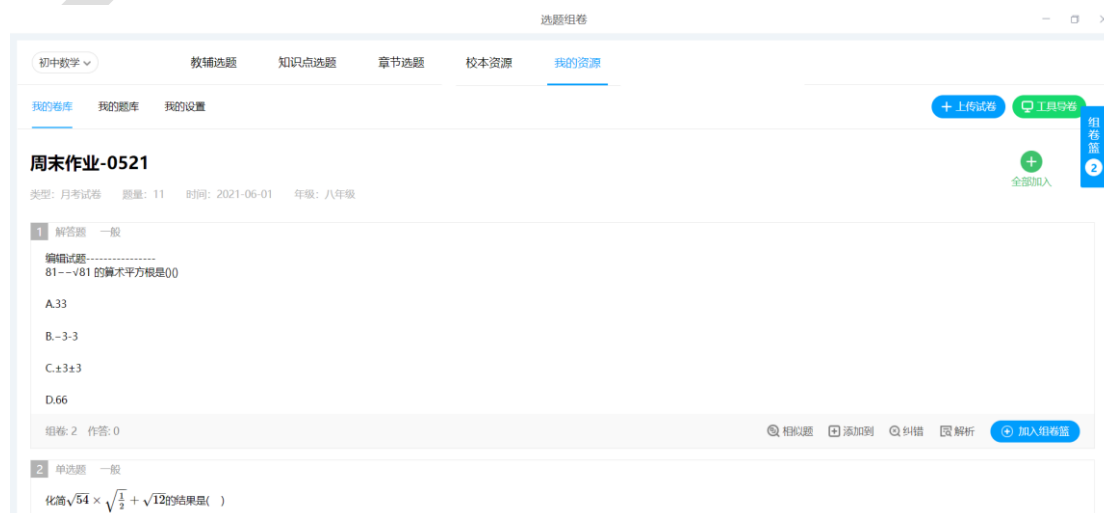 选题组卷
初中数学 教辅选题 知识点选题 章节选题 校本资源 我的资源
我的卷库 我的题库 我的设置 + 上传试卷 工具导卷
组卷篮 2
周末作业-0521
全部加入
类型: 月考试卷 题量: 11 时间: 2021-06-01 年级: 八年级
1 解答题 一般
编辑试题----------------
81−−√81 的算术平方根是()()
A.33
B.−3-3
C.±3±3
D.66
组卷: 2 作答: 0 相似题 添加到 纠错 解析 加入组卷篮
2 单选题 一般
化简√54 × √(1/2) + √12的结果是( )